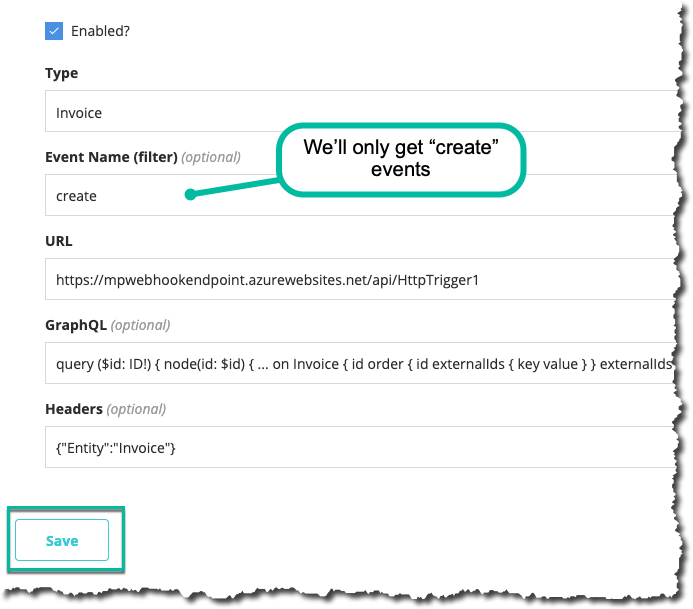 Enabled?
Type
Invoice
Event Name (filter) (optional)
We’ll only get “create”
events
create
URL
https://mpwebhookendpoint.azurewebsites.net/api/HttpTrigger1
GraphQL (optional)
query ($id: ID!) { node(id: $id) { ... on Invoice { id order { id externalIds { key value } } externalIds
Headers (optional)
{"Entity":"Invoice"}
Save